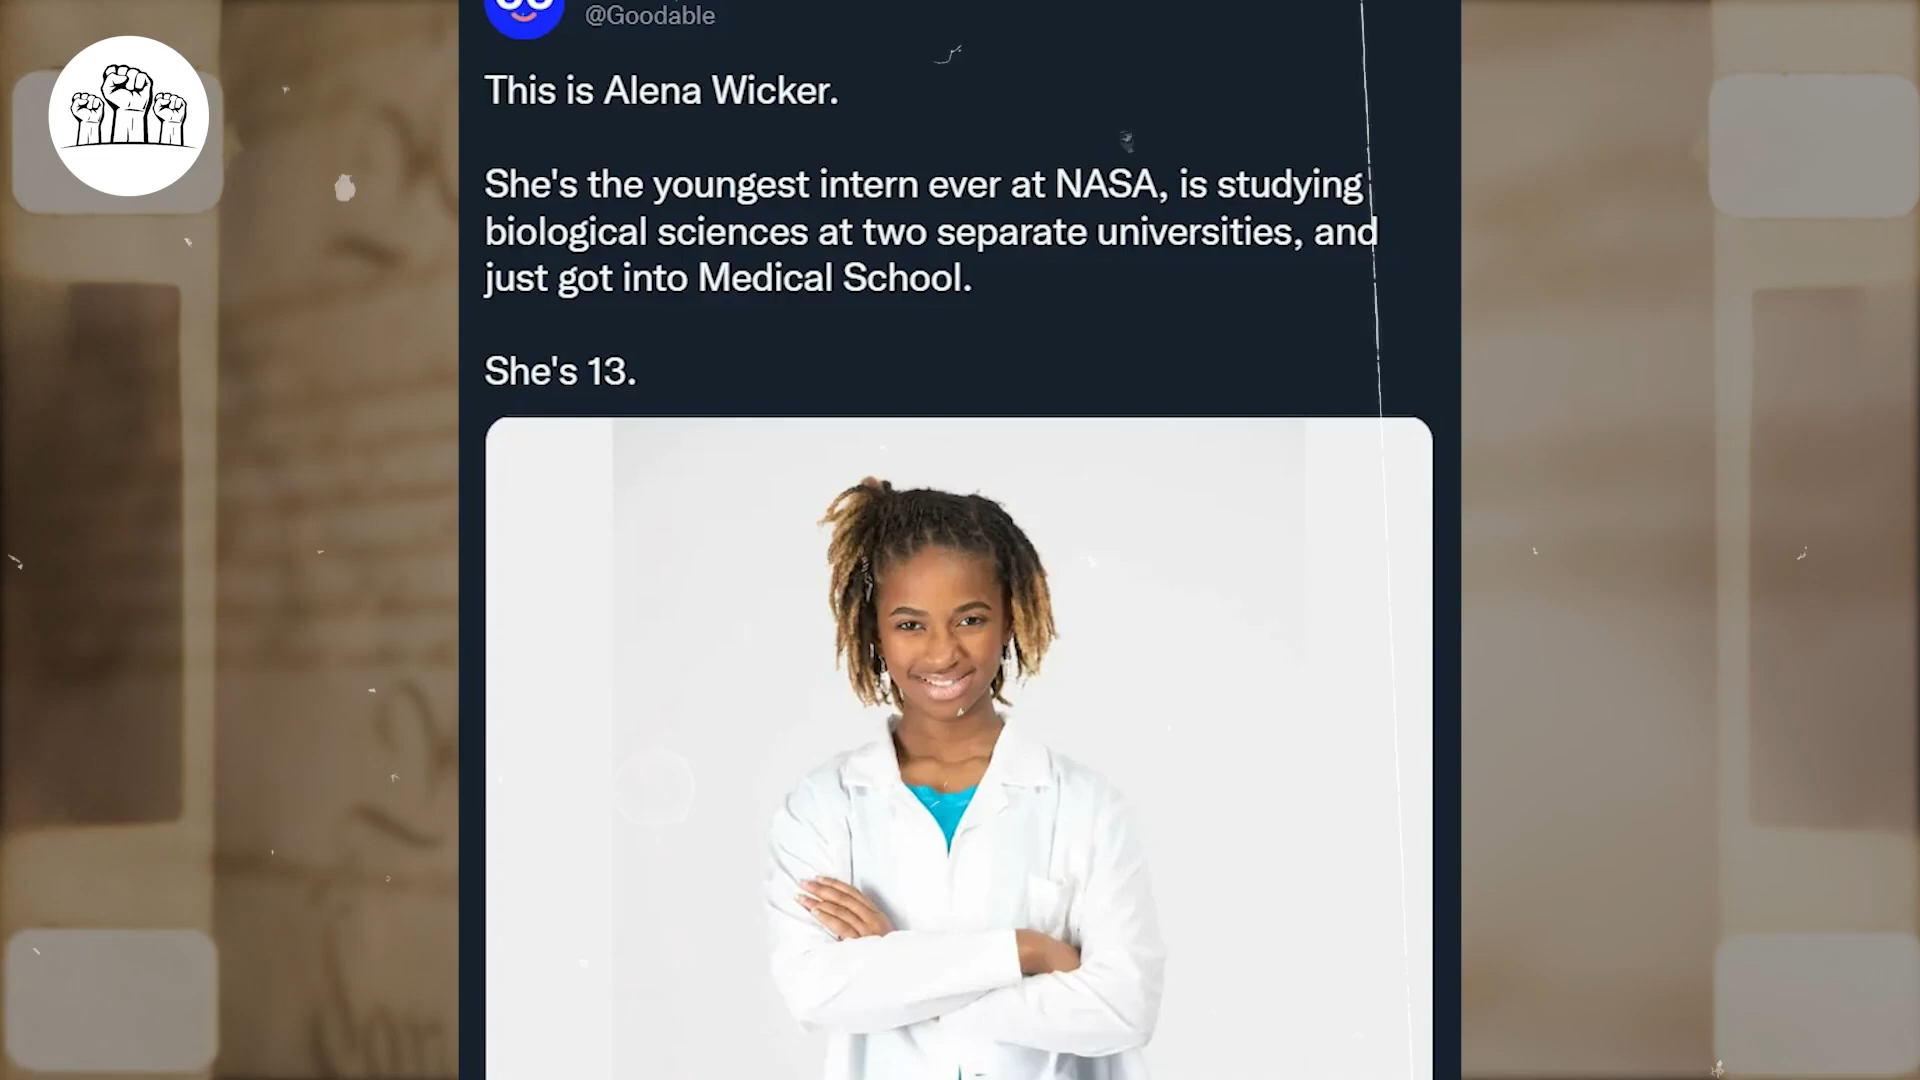 @Goodable
This is Alena Wicker.
She's the youngest intern ever at NASA, is studying
biological sciences at two separate universities, and
just got into Medical School.
She's 13.